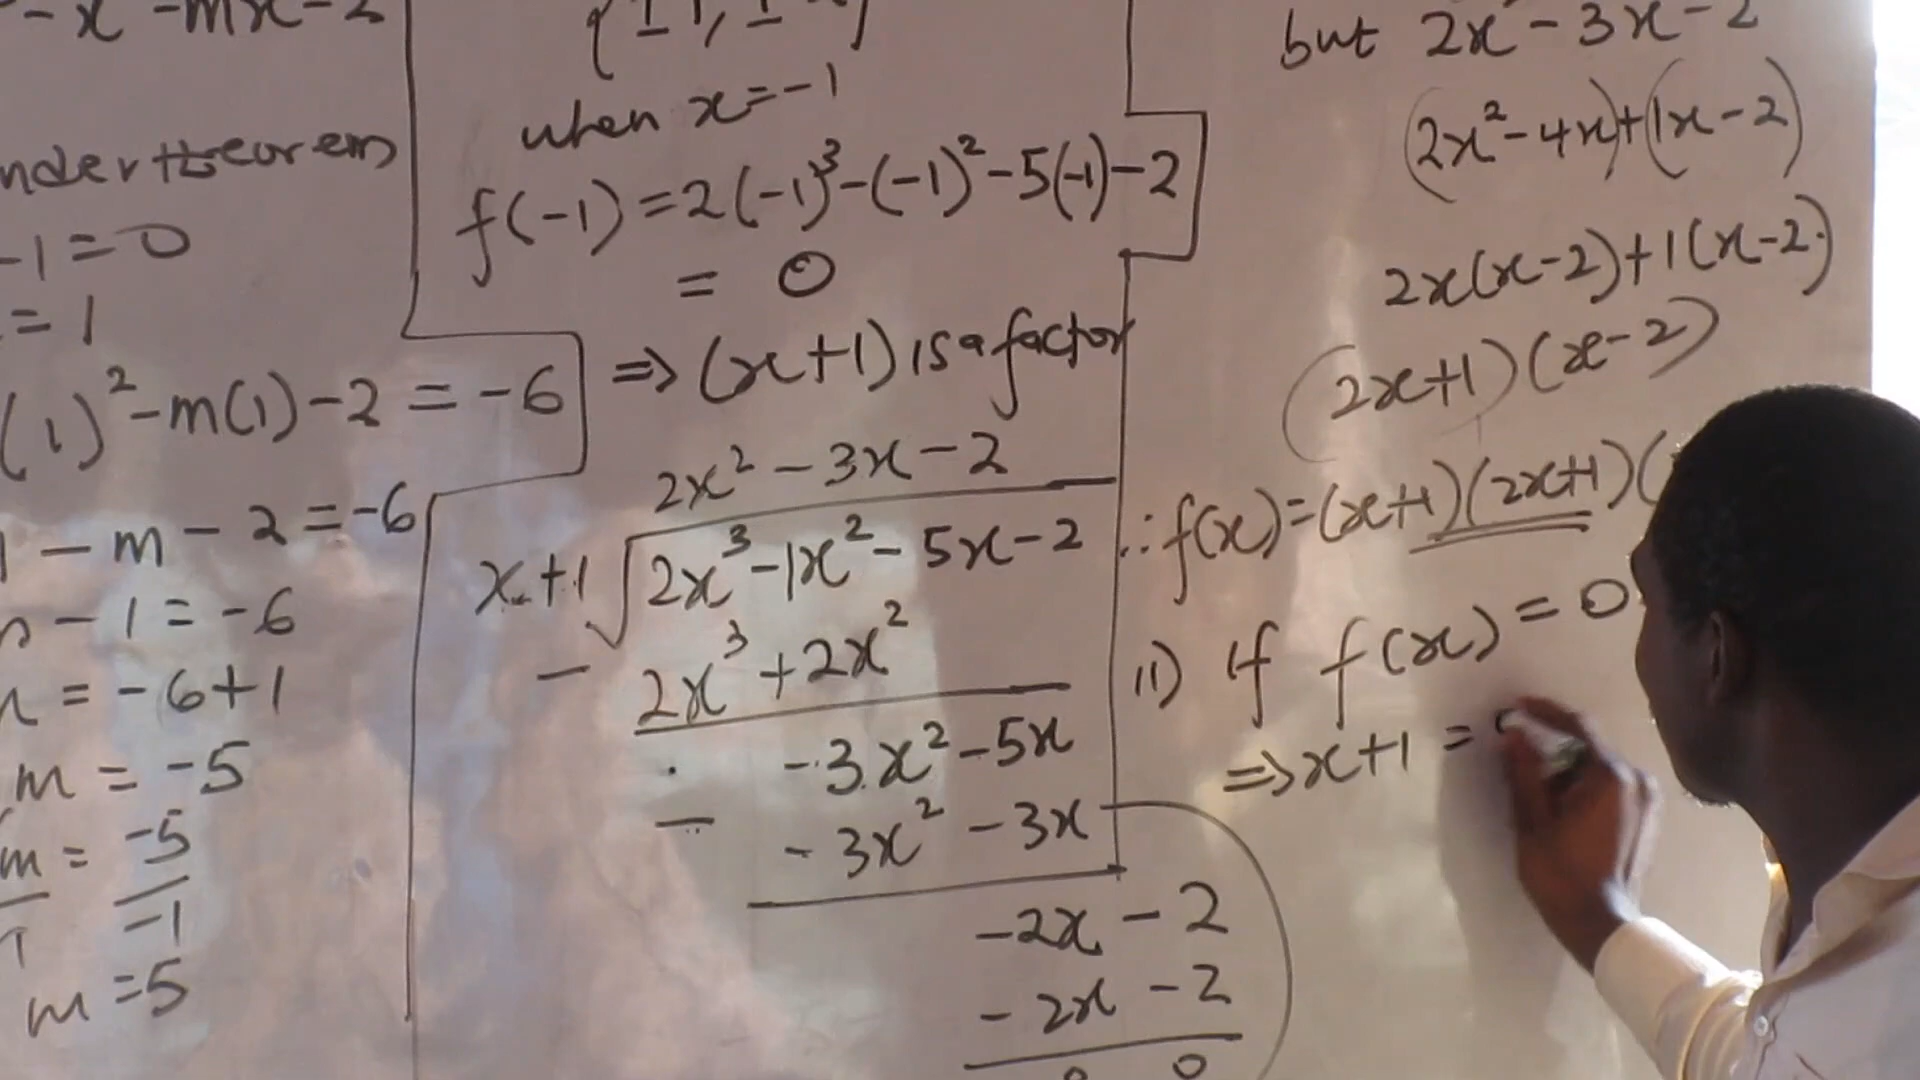 - x - mx - 2
nder theorem
-1 = 0
= 1
(1)² - m(1) - 2 = -6
1 - m - 2 = -6
- 1 = -6
= -6+1
m = -5
m = -5
-1
m = 5
when x = -1
f(-1) = 2(-1)³ - (-1)² - 5(-1) - 2
= 0
⇒ (x+1) is a factor
2x² - 3x - 2
x+1 √ 2x³ - 1x² - 5x - 2
- 2x³ + 2x²
- 3x² - 5x
- - 3x² - 3x
- 2x - 2
- 2x - 2
0 0
but 2x² - 3x - 2
(2x² - 4x) + (1x - 2)
2x(x-2) + 1(x-2)
(2x+1)(x-2)
∴ f(x) = (x+1)(2x+1)(
ii) If f(x) = 0
⇒ x+1 =